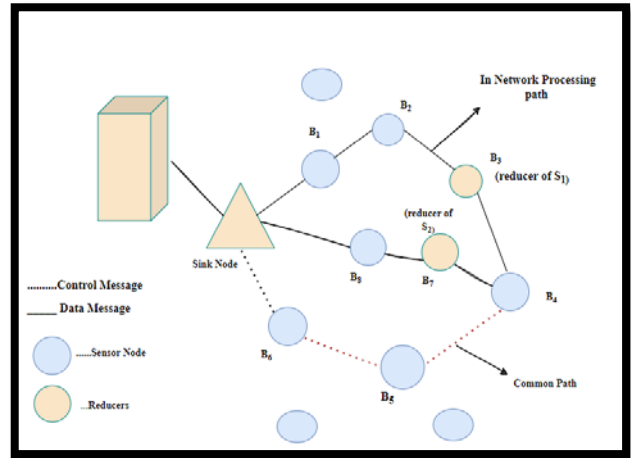 B2
In Network Processing
path
B1
B3
(reducer of S1)
(reducer of
S2)
Sink Node
B8
B7
B4
..........Control Message
_____ Data Message
B6
......Sensor Node
Common Path
B5
...Reducers